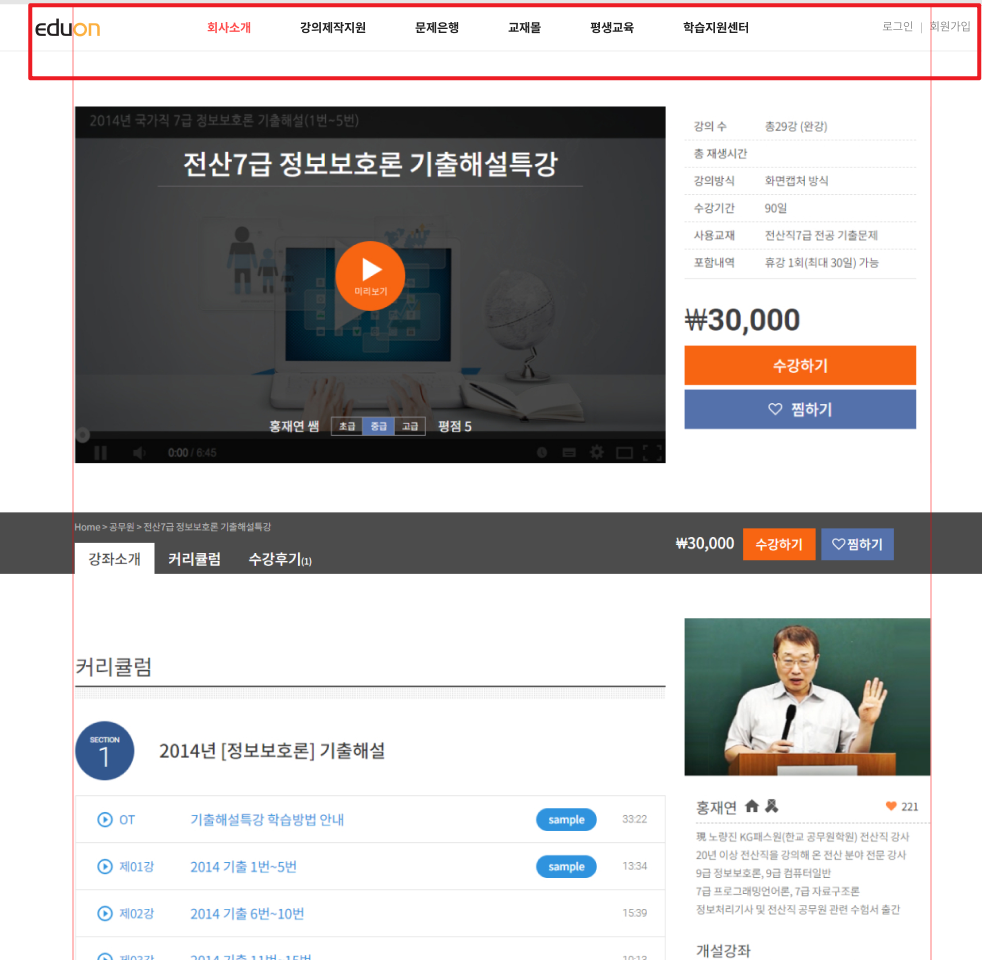 eduon
회사소개 강의제작지원 문제은행 교재몰 평생교육 학습지원센터
로그인 | 회원가입
2014년 국가직 7급 정보보호론 기출해설(1번~5번)
전산7급 정보보호론 기출해설특강
미리보기
홍재연 쌤 초급 중급 고급 평점 5
0:00 / 6:45
강의 수 총29강 (완강)
총 재생시간
강의방식 화면캡처 방식
수강기간 90일
사용교재 전산직7급 전공 기출문제
포함내역 휴강 1회(최대 30일) 가능
₩30,000
수강하기
찜하기
Home > 공무원 > 전산7급 정보보호론 기출해설특강
강좌소개 커리큘럼 수강후기(1)
₩30,000 수강하기 찜하기
커리큘럼
SECTION
1
2014년 [정보보호론] 기출해설
OT 기출해설특강 학습방법 안내 sample 33:22
제01강 2014 기출 1번~5번 sample 13:34
제02강 2014 기출 6번~10번 15:39
제03강 2014 기출 11번~15번 10:13
홍재연 221
現 노량진 KG패스원(한교 공무원학원) 전산직 강사
20년 이상 전산직을 강의해 온 전산 분야 전문 강사
9급 정보보호론, 9급 컴퓨터일반
7급 프로그래밍언어론, 7급 자료구조론
정보처리기사 및 전산직 공무원 관련 수험서 출간
개설강좌